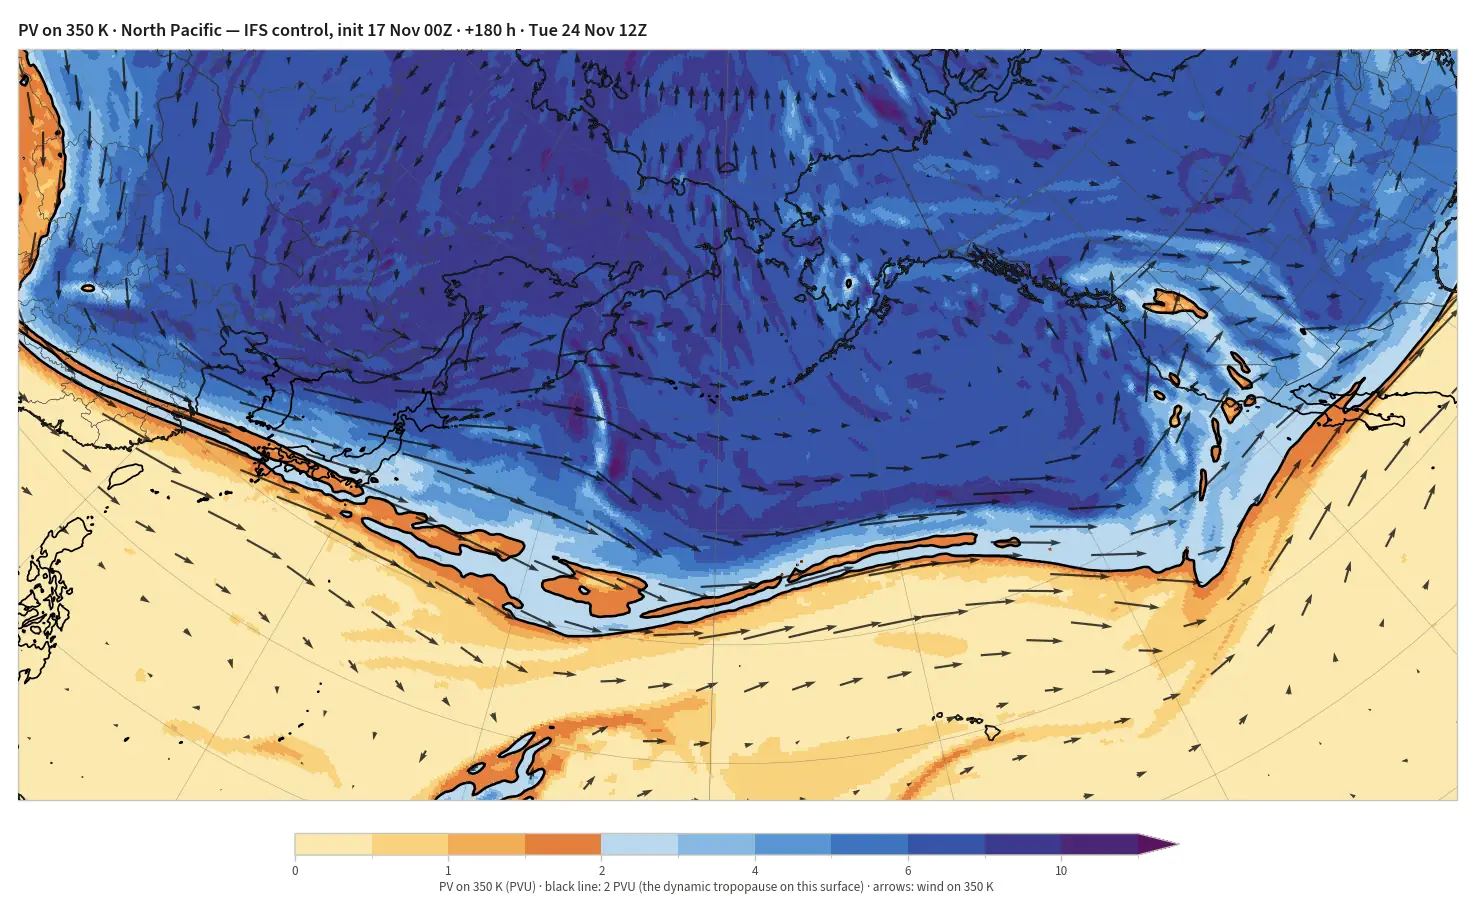 PV on 350 K · North Pacific — IFS control, init 17 Nov 00Z · +180 h · Tue 24 Nov 12Z
0 1 2 4 6 10
PV on 350 K (PVU) · black line: 2 PVU (the dynamic tropopause on this surface) · arrows: wind on 350 K